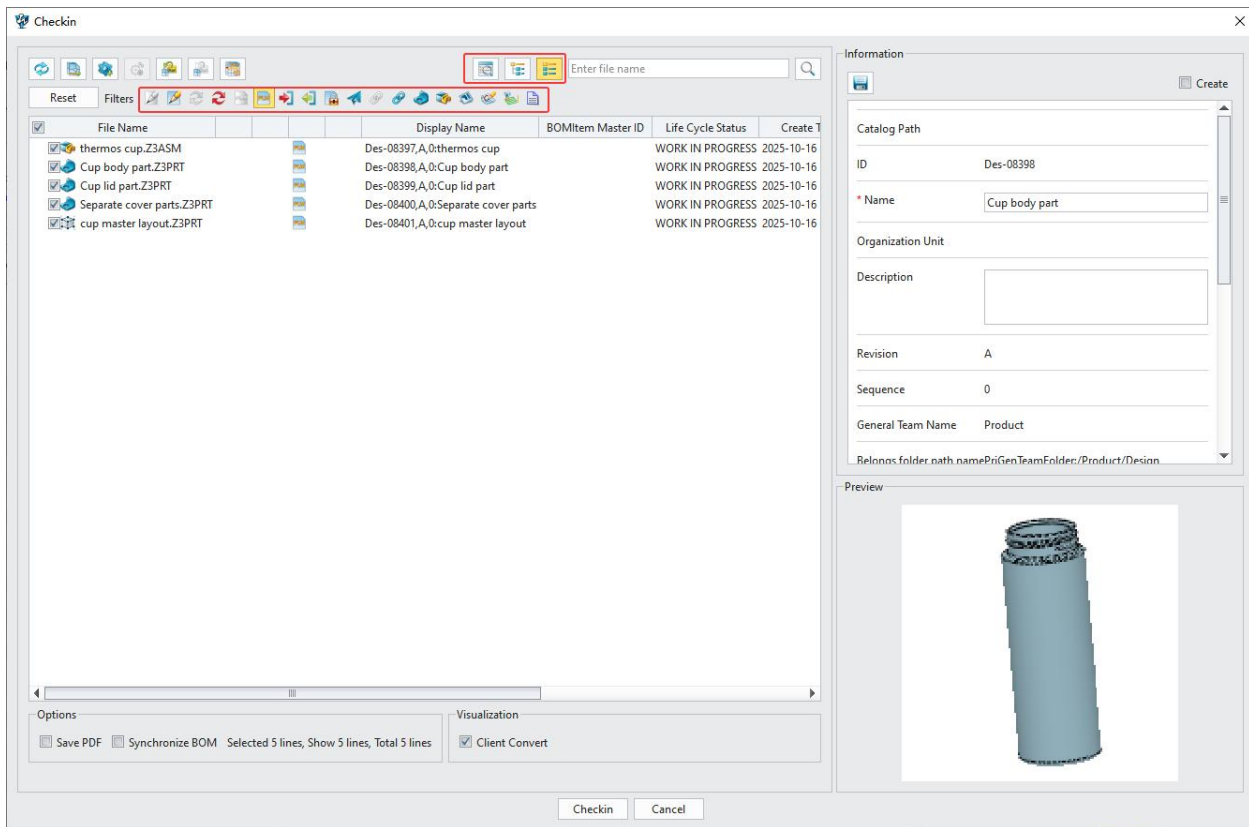 Checkin
Enter file name
Reset Filters
File Name Display Name BOMItem Master ID Life Cycle Status Create T
thermos cup.Z3ASM Des-08397,A,0:thermos cup WORK IN PROGRESS 2025-10-16
Cup body part.Z3PRT Des-08398,A,0:Cup body part WORK IN PROGRESS 2025-10-16
Cup lid part.Z3PRT Des-08399,A,0:Cup lid part WORK IN PROGRESS 2025-10-16
Separate cover parts.Z3PRT Des-08400,A,0:Separate cover parts WORK IN PROGRESS 2025-10-16
cup master layout.Z3PRT Des-08401,A,0:cup master layout WORK IN PROGRESS 2025-10-16
Options
Save PDF Synchronize BOM Selected 5 lines, Show 5 lines, Total 5 lines
Visualization
Client Convert
Information
Create
Catalog Path
ID Des-08398
* Name Cup body part
Organization Unit
Description
Revision A
Sequence 0
General Team Name Product
Belongs folder path namePriGenTeamFolder:/Product/Design
Preview
Checkin Cancel